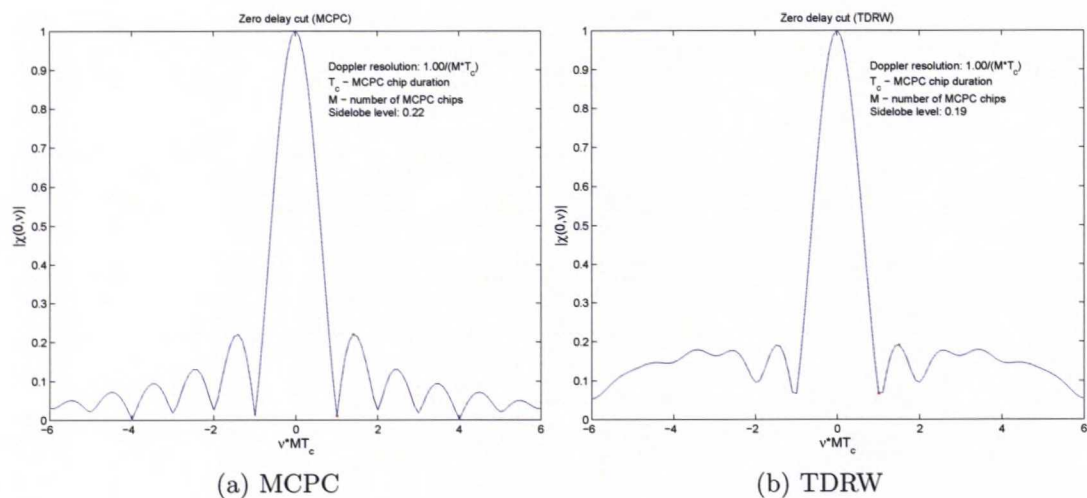 Zero delay cut (MCPC)
Doppler resolution: 1.00/(M*T_c)
T_c − MCPC chip duration
M − number of MCPC chips
Sidelobe level: 0.22
|χ(0,ν)|
1
0.9
0.8
0.7
0.6
0.5
0.4
0.3
0.2
0.1
0
−6
−4
−2
0
2
4
6
ν*MT_c
(a) MCPC
Zero delay cut (TDRW)
Doppler resolution: 1.00/(M*T_c)
T_c − MCPC chip duration
M − number of MCPC chips
Sidelobe level: 0.19
|χ(0,ν)|
1
0.9
0.8
0.7
0.6
0.5
0.4
0.3
0.2
0.1
0
−6
−4
−2
0
2
4
6
ν*MT_c
(b) TDRW